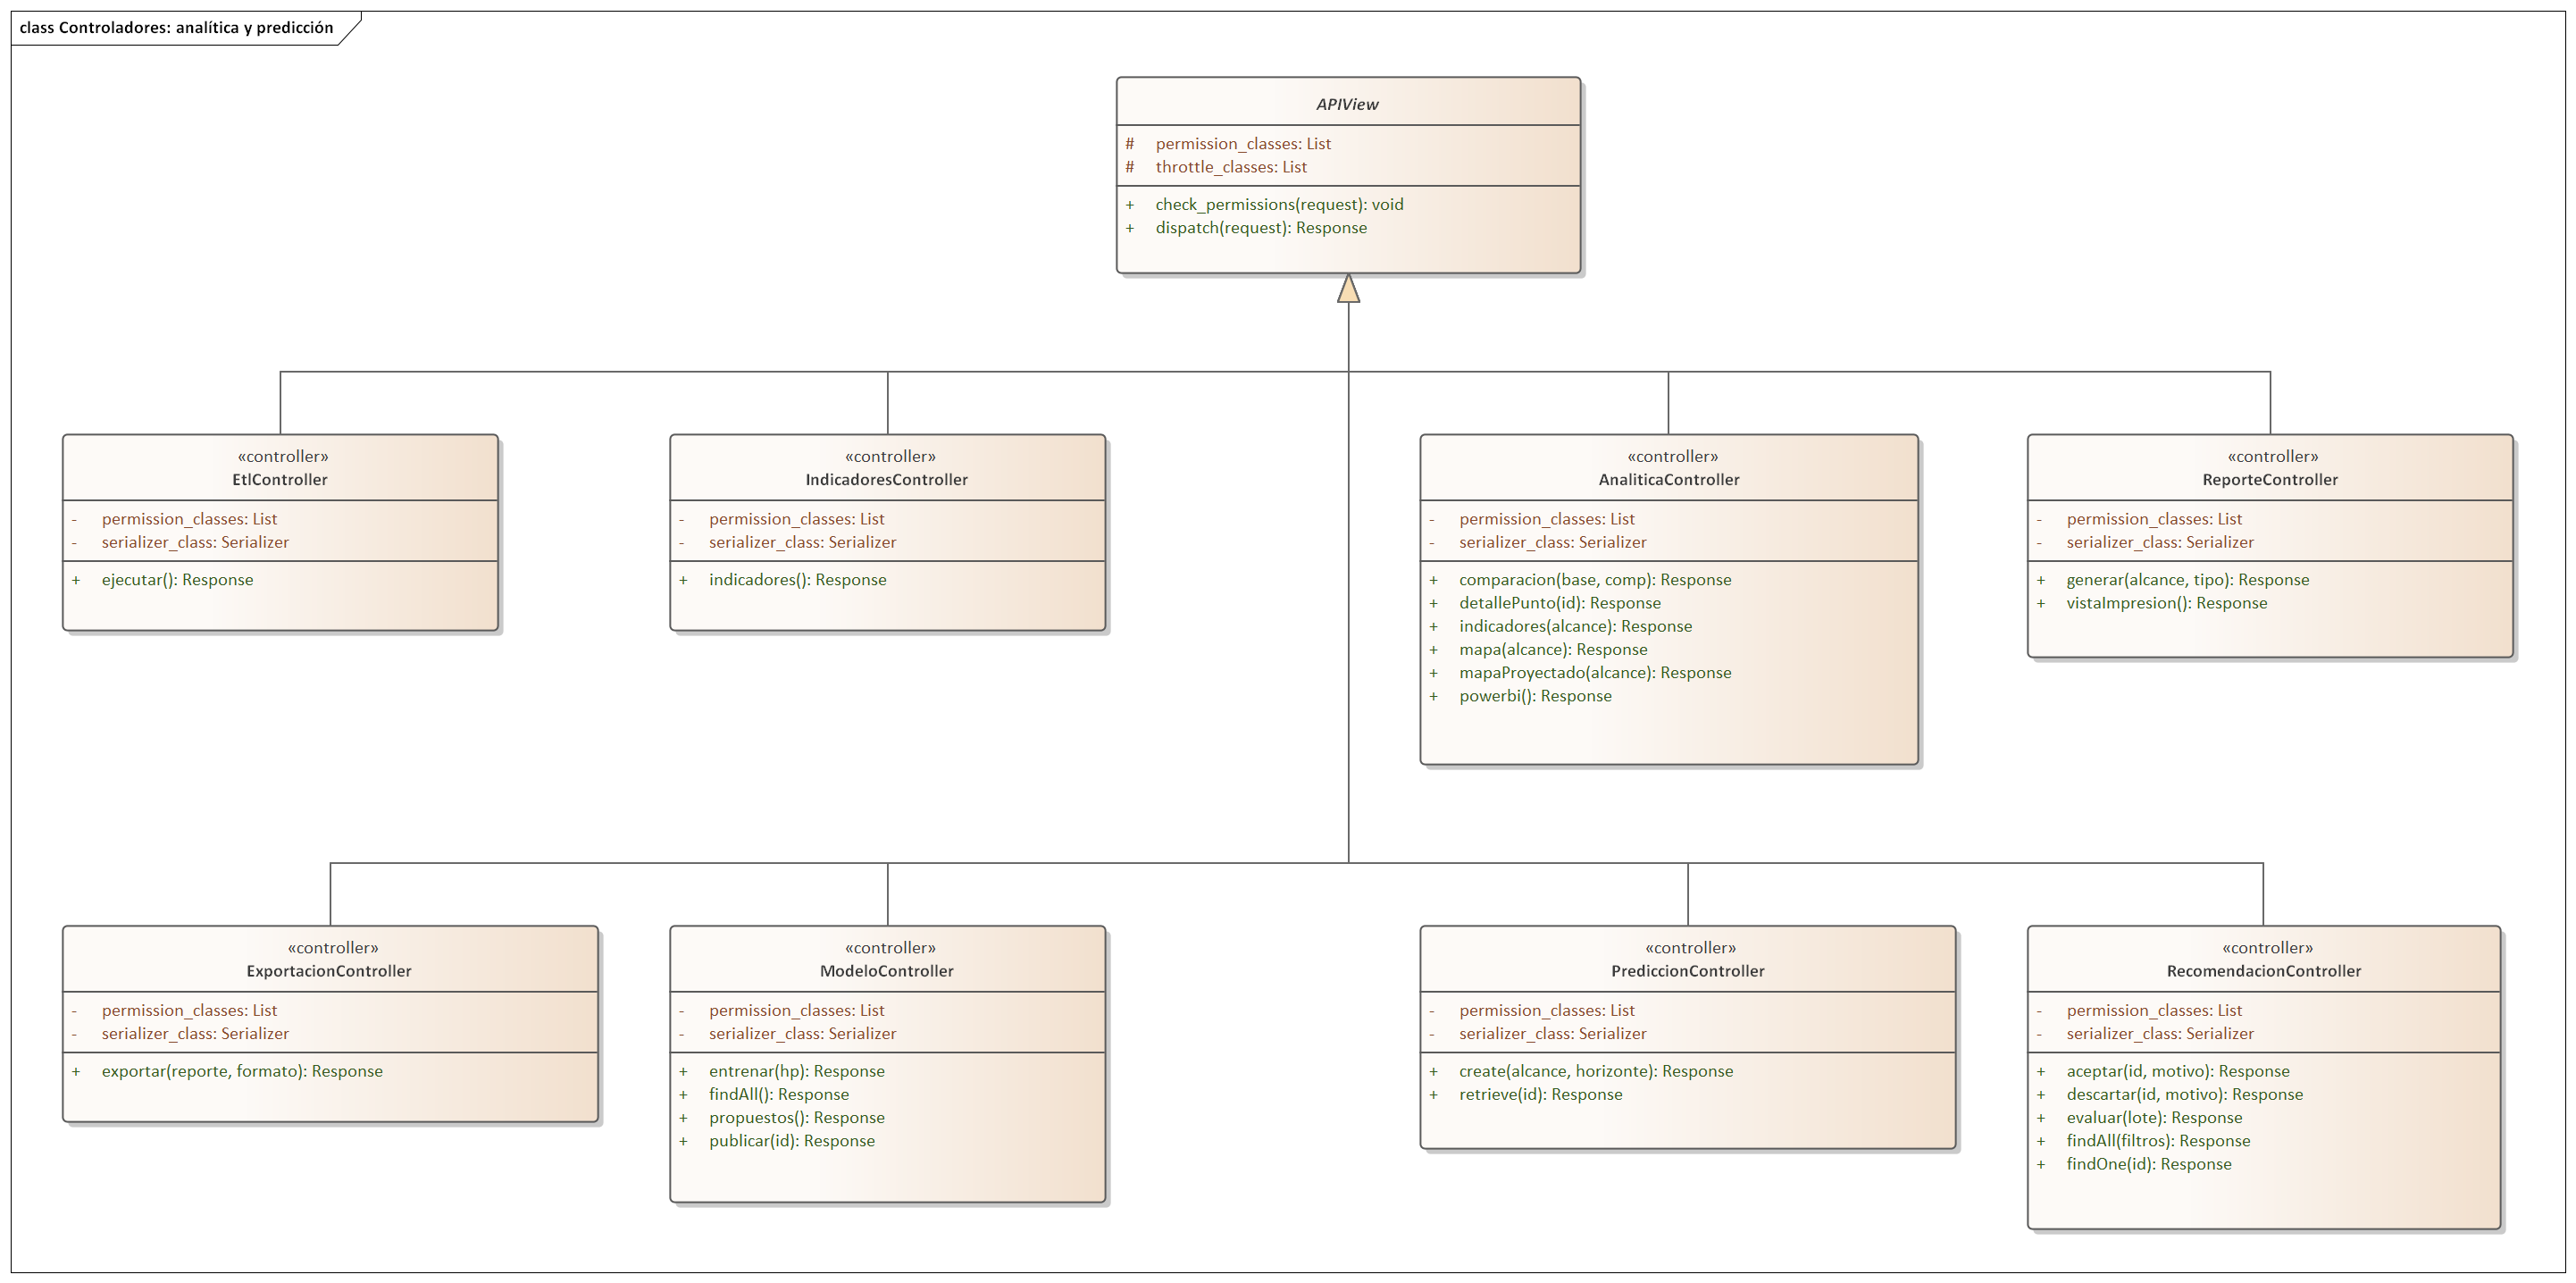 class Controladores: analítica y predicción
APIView
# permission_classes: List
# throttle_classes: List
+ check_permissions(request): void
+ dispatch(request): Response
«controller»
EtlController
- permission_classes: List
- serializer_class: Serializer
+ ejecutar(): Response
«controller»
IndicadoresController
- permission_classes: List
- serializer_class: Serializer
+ indicadores(): Response
«controller»
AnaliticaController
- permission_classes: List
- serializer_class: Serializer
+ comparacion(base, comp): Response
+ detallePunto(id): Response
+ indicadores(alcance): Response
+ mapa(alcance): Response
+ mapaProyectado(alcance): Response
+ powerbi(): Response
«controller»
ReporteController
- permission_classes: List
- serializer_class: Serializer
+ generar(alcance, tipo): Response
+ vistaImpresion(): Response
«controller»
ExportacionController
- permission_classes: List
- serializer_class: Serializer
+ exportar(reporte, formato): Response
«controller»
ModeloController
- permission_classes: List
- serializer_class: Serializer
+ entrenar(hp): Response
+ findAll(): Response
+ propuestos(): Response
+ publicar(id): Response
«controller»
PrediccionController
- permission_classes: List
- serializer_class: Serializer
+ create(alcance, horizonte): Response
+ retrieve(id): Response
«controller»
RecomendacionController
- permission_classes: List
- serializer_class: Serializer
+ aceptar(id, motivo): Response
+ descartar(id, motivo): Response
+ evaluar(lote): Response
+ findAll(filtros): Response
+ findOne(id): Response